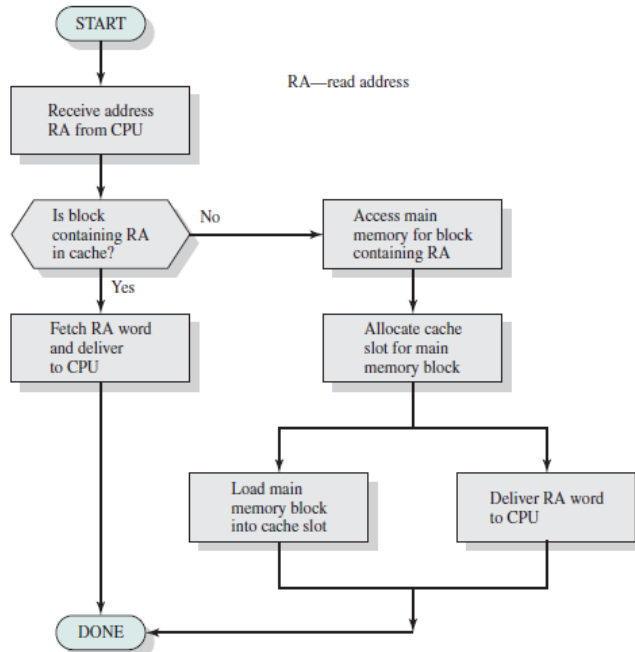 START
RA—read address
Receive address
RA from CPU
Is block
containing RA
in cache?
No
Access main
memory for block
containing RA
Yes
Fetch RA word
and deliver
to CPU
Allocate cache
slot for main
memory block
Load main
memory block
into cache slot
Deliver RA word
to CPU
DONE